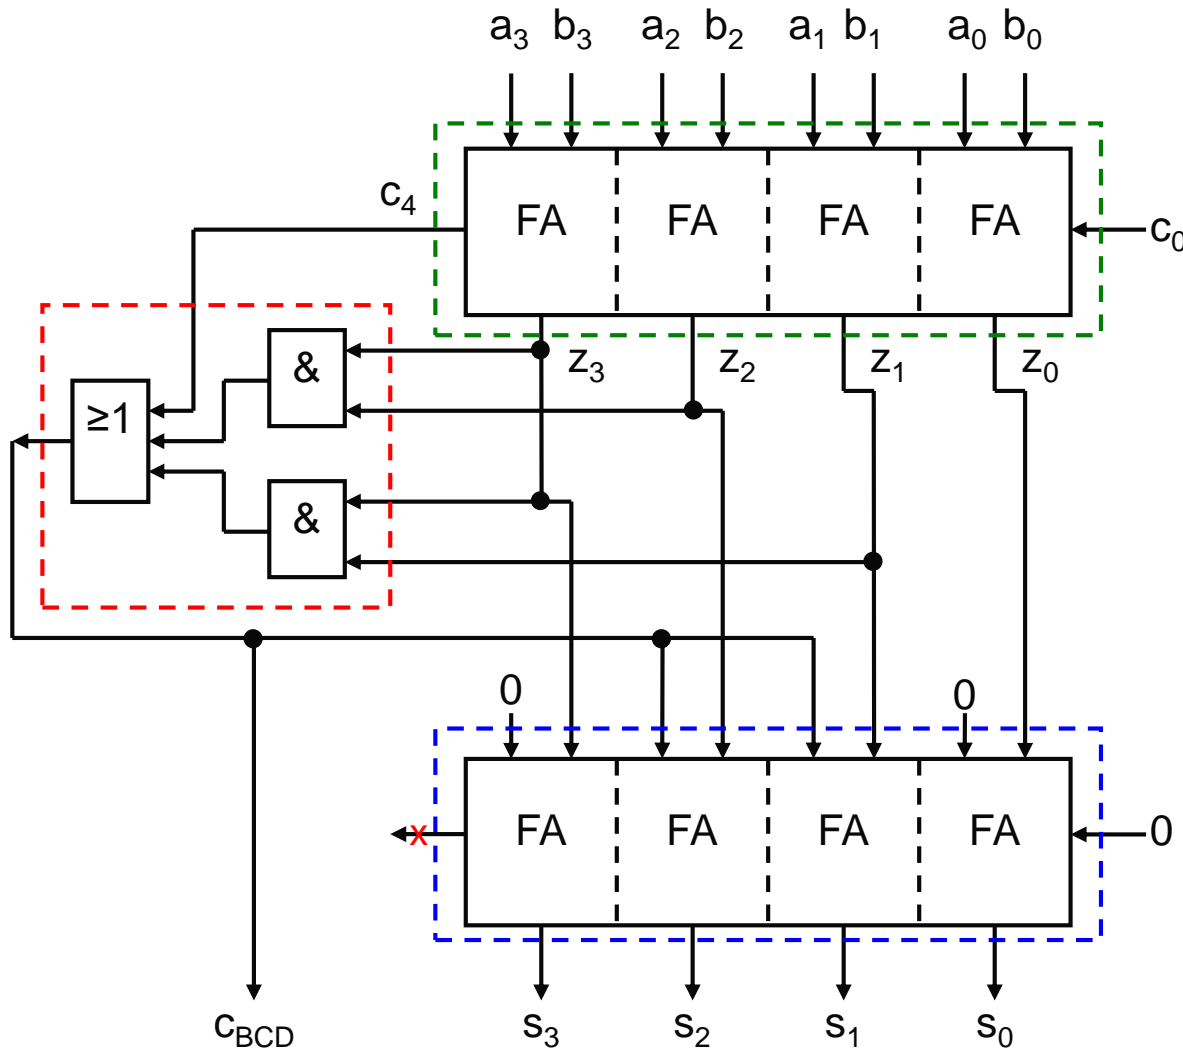 a₃ b₃ a₂ b₂ a₁ b₁ a₀ b₀
c₄
FA FA FA FA
c₀
z₃ z₂ z₁ z₀
&
≥1
&
0 0
FA FA FA FA
x
0
c_BCD s₃ s₂ s₁ s₀